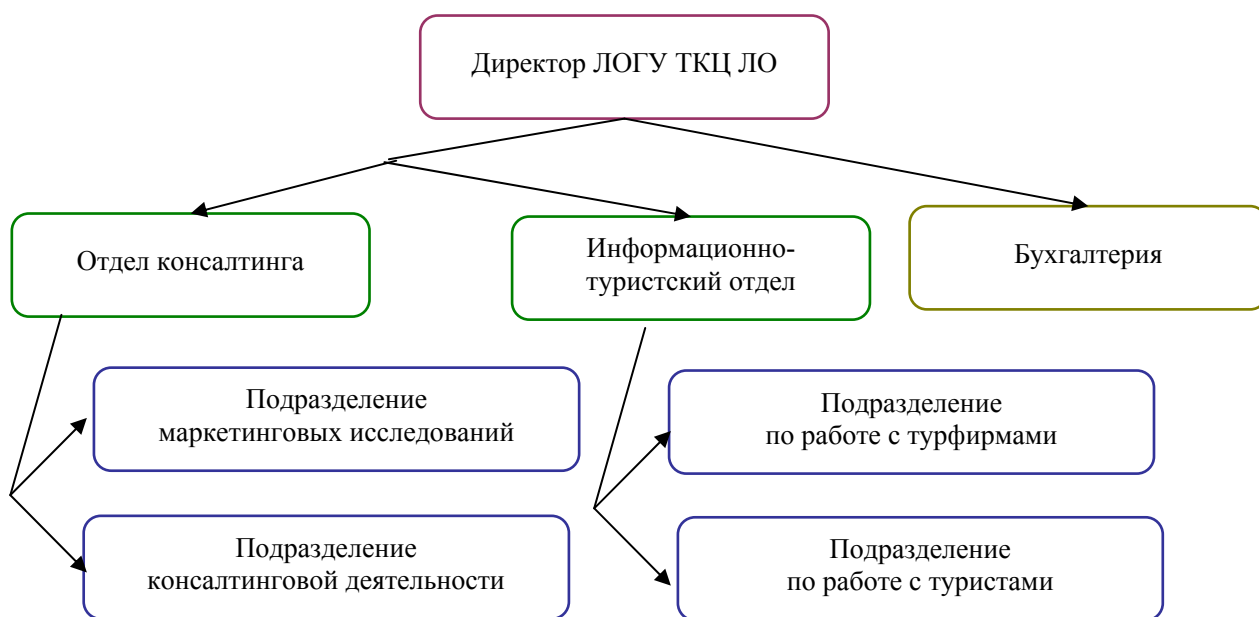 Директор ЛОГУ ТКЦ ЛО
Отдел консалтинга
Информационно-
туристский отдел
Бухгалтерия
Подразделение
маркетинговых исследований
Подразделение
по работе с турфирмами
Подразделение
консалтинговой деятельности
Подразделение
по работе с туристами